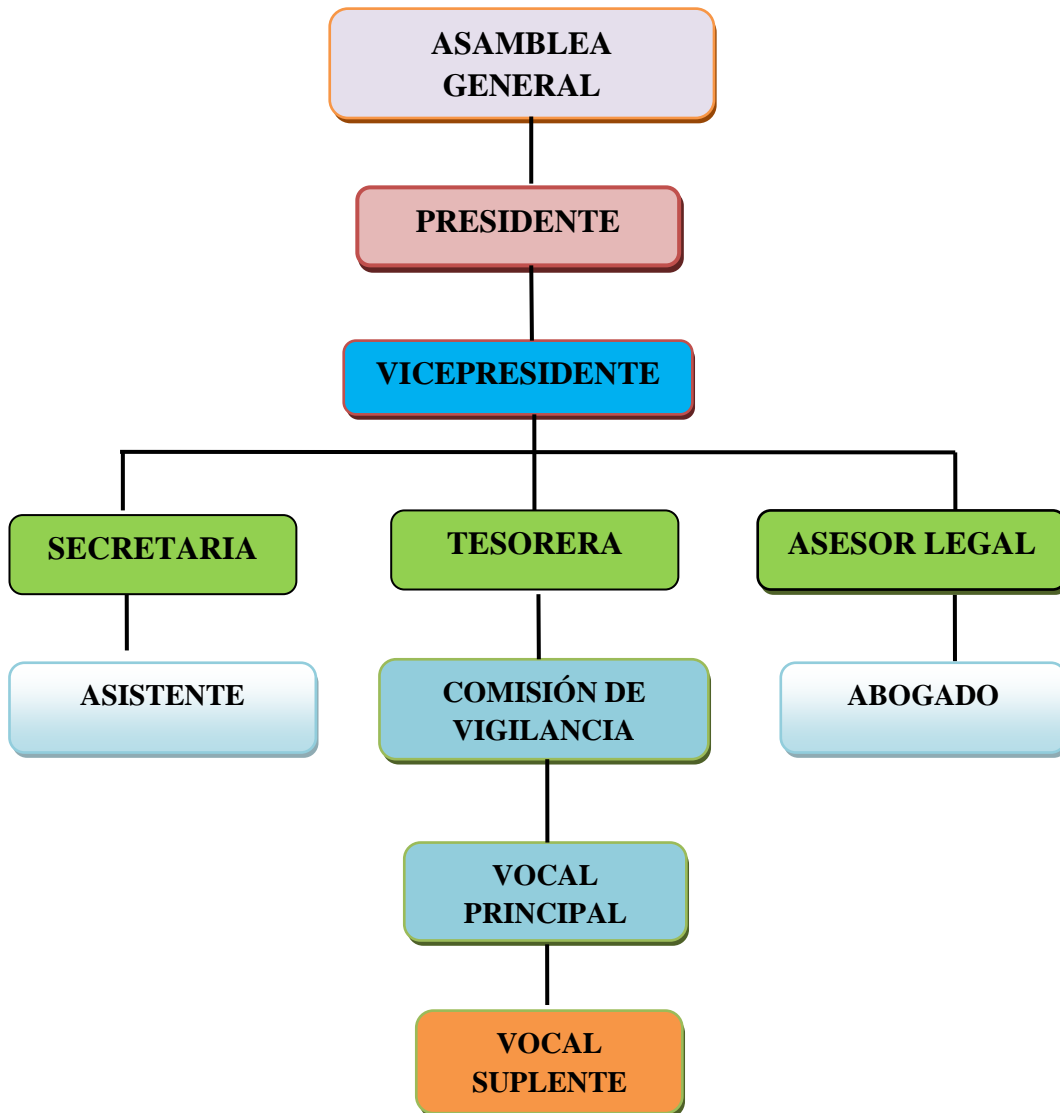 ASAMBLEA
GENERAL
PRESIDENTE
VICEPRESIDENTE
SECRETARIA
TESORERA
ASESOR LEGAL
ASISTENTE
COMISIÓN DE
VIGILANCIA
ABOGADO
VOCAL
PRINCIPAL
VOCAL
SUPLENTE